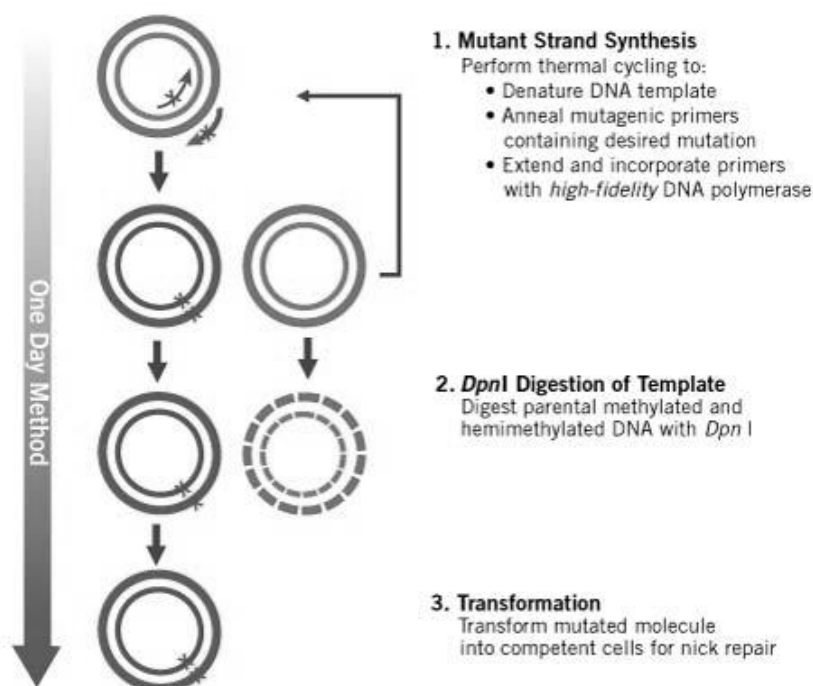 One Day Method
1. Mutant Strand Synthesis
Perform thermal cycling to:
• Denature DNA template
• Anneal mutagenic primers
containing desired mutation
• Extend and incorporate primers
with high-fidelity DNA polymerase
2. DpnI Digestion of Template
Digest parental methylated and
hemimethylated DNA with Dpn I
3. Transformation
Transform mutated molecule
into competent cells for nick repair